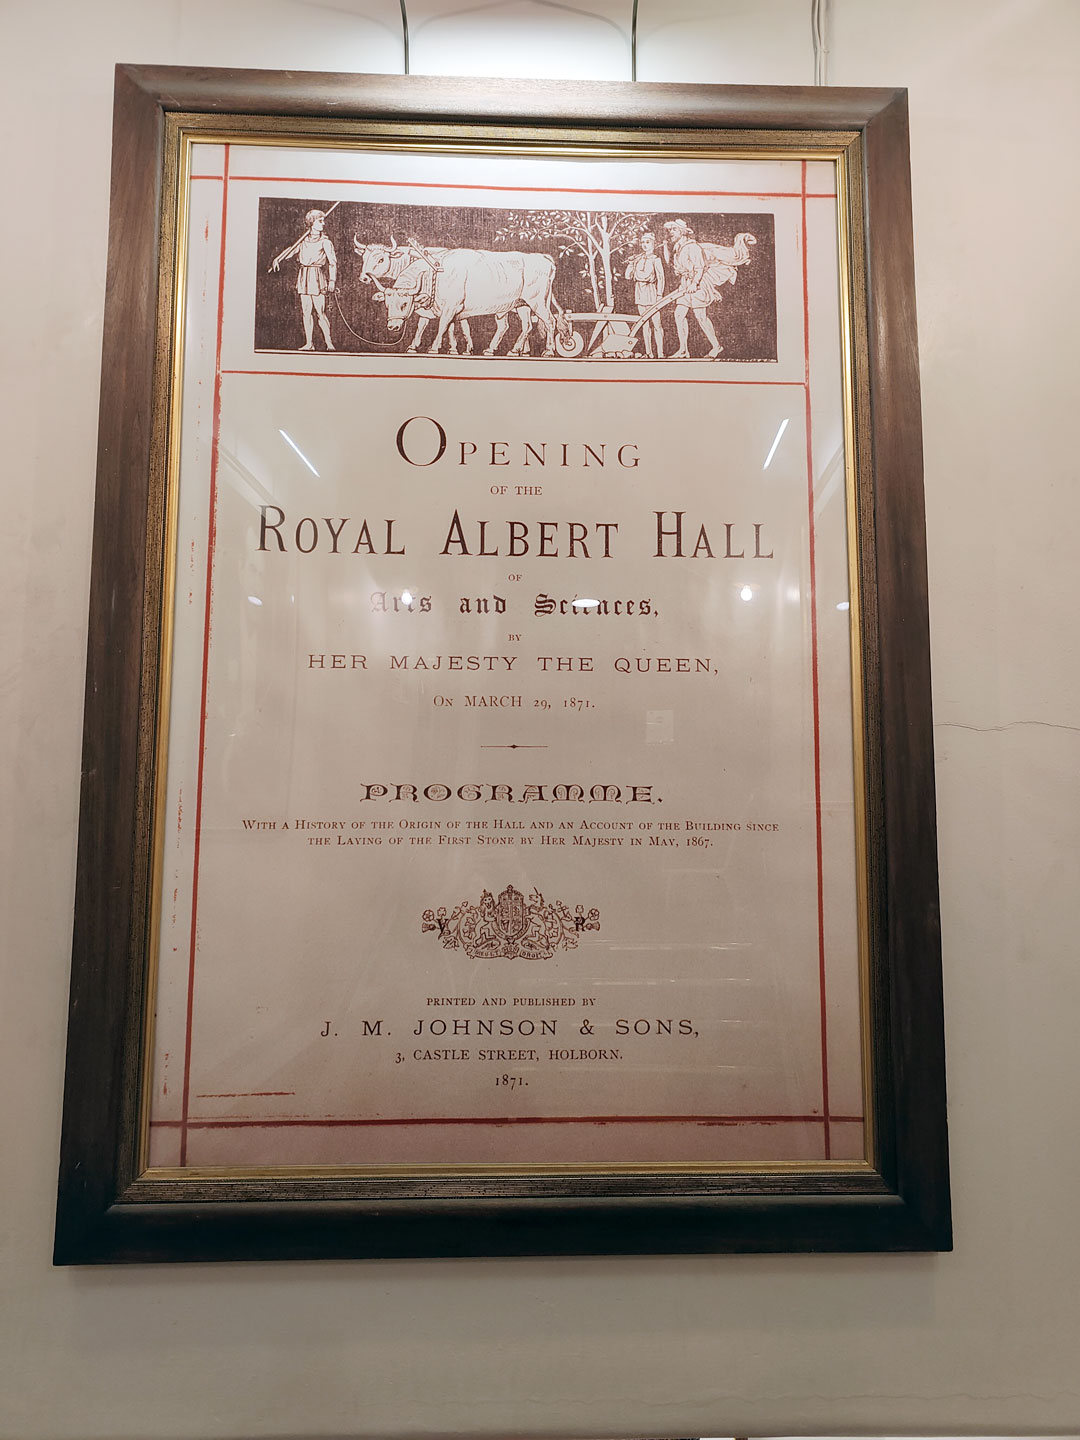 OPENING
OF THE
ROYAL ALBERT HALL
OF
Arts and Sciences,
BY
HER MAJESTY THE QUEEN,
ON MARCH 29, 1871.
PROGRAMME.
WITH A HISTORY OF THE ORIGIN OF THE HALL AND AN ACCOUNT OF THE BUILDING SINCE
THE LAYING OF THE FIRST STONE BY HER MAJESTY IN MAY, 1867.
V R
PRINTED AND PUBLISHED BY
J. M. JOHNSON & SONS,
3, CASTLE STREET, HOLBORN.
1871.